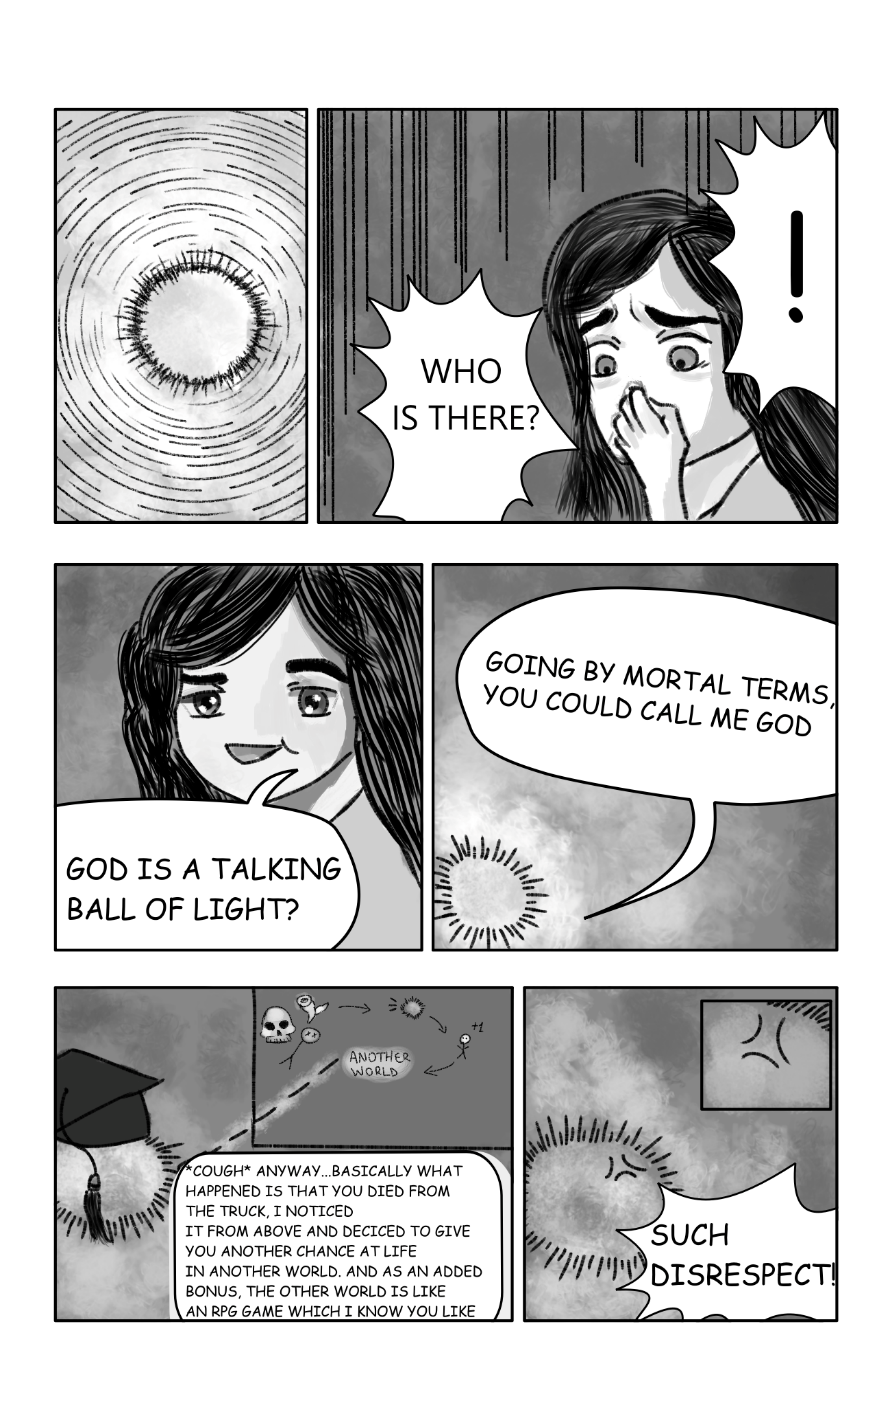 !
WHO
IS THERE?
GOING BY MORTAL TERMS,
YOU COULD CALL ME GOD
GOD IS A TALKING
BALL OF LIGHT?
SUCH
DISRESPECT!
+1
ANOTHER
WORLD
*COUGH* ANYWAY...BASICALLY WHAT
HAPPENED IS THAT YOU DIED FROM
THE TRUCK, I NOTICED
IT FROM ABOVE AND DECICED TO GIVE
YOU ANOTHER CHANCE AT LIFE
IN ANOTHER WORLD. AND AS AN ADDED
BONUS, THE OTHER WORLD IS LIKE
AN RPG GAME WHICH I KNOW YOU LIKE